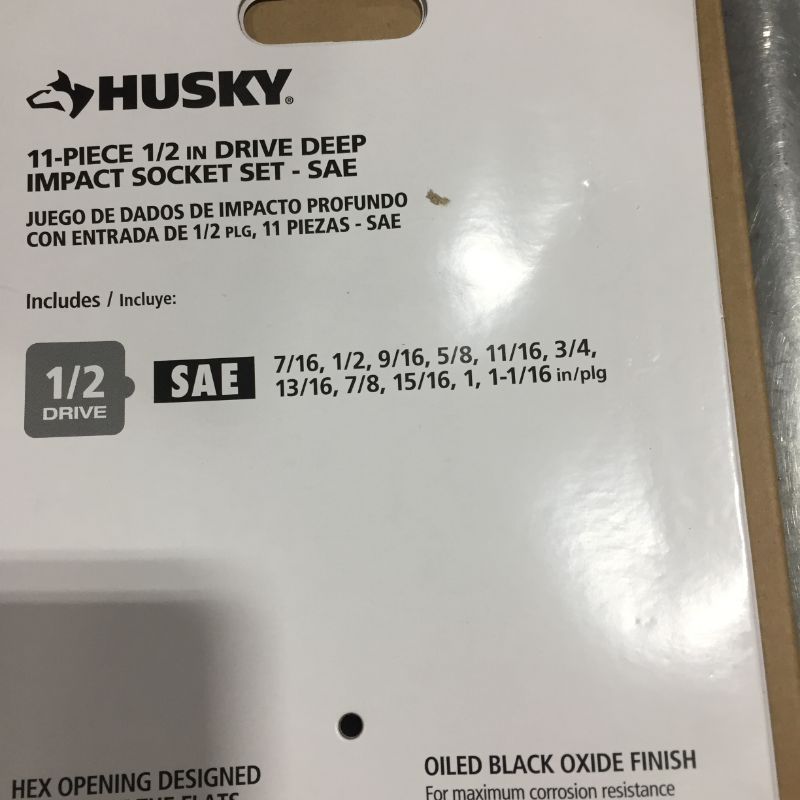 HUSKY®
11-PIECE 1/2 IN DRIVE DEEP
IMPACT SOCKET SET - SAE
JUEGO DE DADOS DE IMPACTO PROFUNDO
CON ENTRADA DE 1/2 PLG, 11 PIEZAS - SAE
Includes / Incluye:
1/2
DRIVE
SAE
7/16, 1/2, 9/16, 5/8, 11/16, 3/4,
13/16, 7/8, 15/16, 1, 1-1/16 in/plg
HEX OPENING DESIGNED
THE FLATS
OILED BLACK OXIDE FINISH
For maximum corrosion resistance